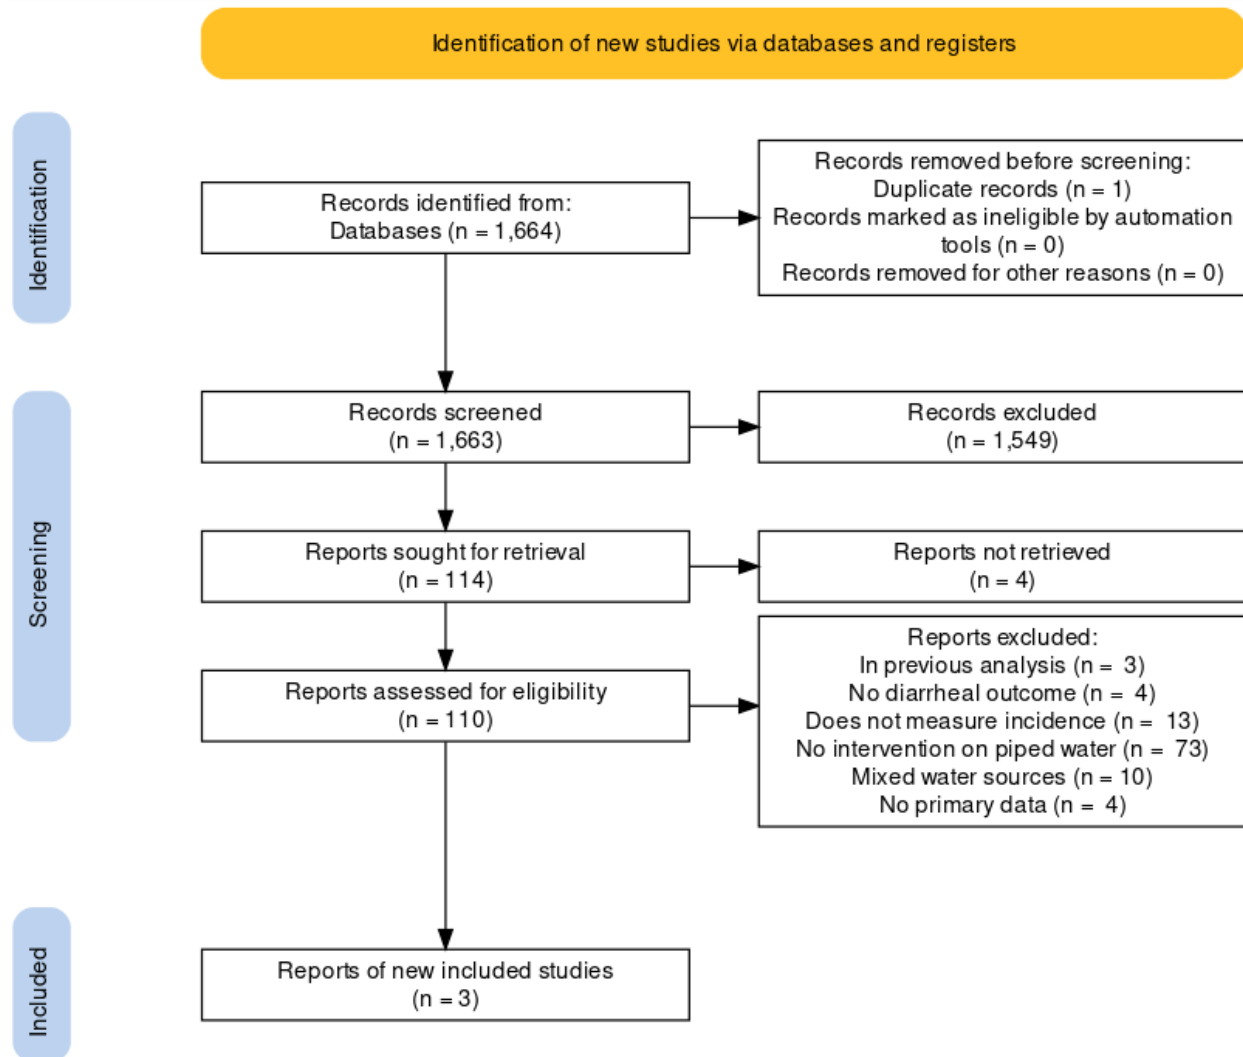 Identification of new studies via databases and registers
Identification
Records identified from:
Databases (n = 1,664)
Records removed before screening:
Duplicate records (n = 1)
Records marked as ineligible by automation
tools (n = 0)
Records removed for other reasons (n = 0)
Screening
Records screened
(n = 1,663)
Records excluded
(n = 1,549)
Reports sought for retrieval
(n = 114)
Reports not retrieved
(n = 4)
Reports assessed for eligibility
(n = 110)
Reports excluded:
In previous analysis (n = 3)
No diarrheal outcome (n = 4)
Does not measure incidence (n = 13)
No intervention on piped water (n = 73)
Mixed water sources (n = 10)
No primary data (n = 4)
Included
Reports of new included studies
(n = 3)